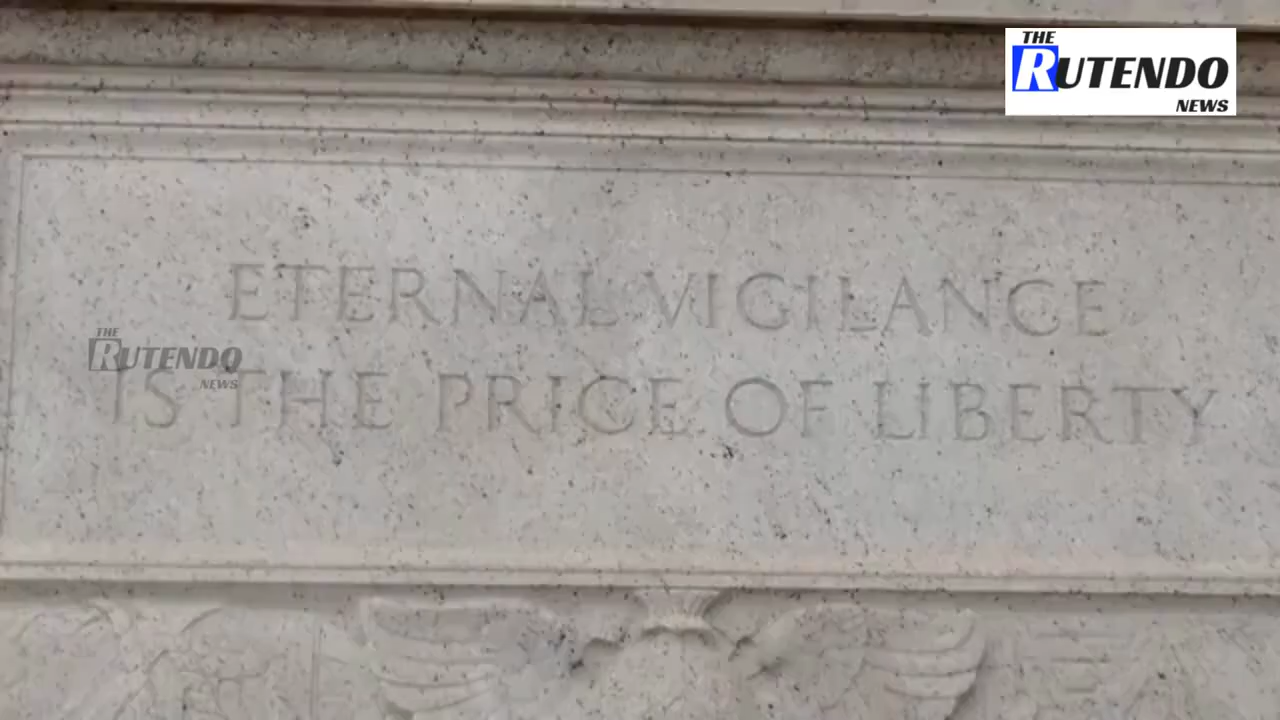 THE
RUTENDO
NEWS
ETERNAL VIGILANCE
THE
RUTENDO
NEWS
IS THE PRICE OF LIBERTY